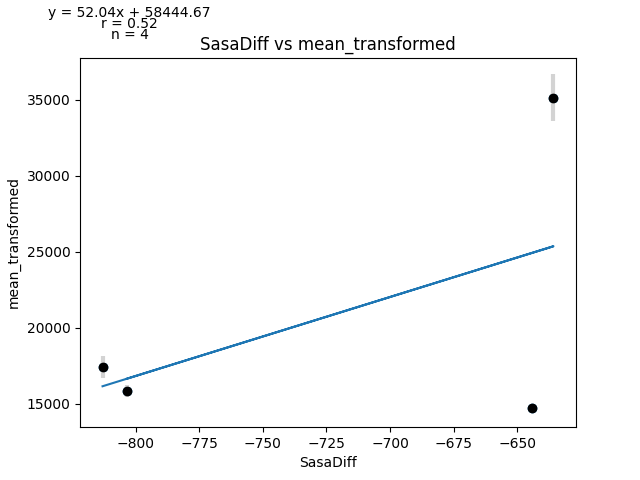 y = 52.04x + 58444.67
r = 0.52
n = 4
SasaDiff vs mean_transformed
35000
30000
25000
20000
15000
mean_transformed
−800
−775
−750
−725
−700
−675
−650
SasaDiff